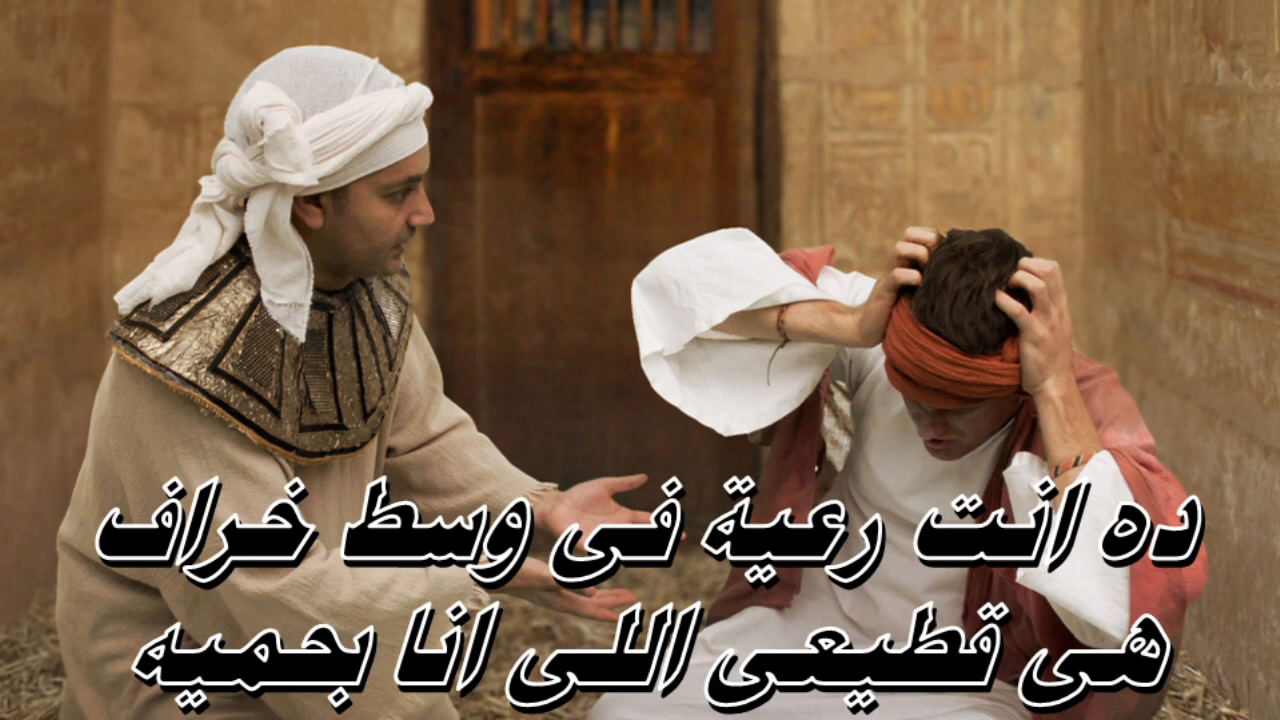 ده انت رعية فى وسط خراف
هى قطيعى اللى انا بحميه